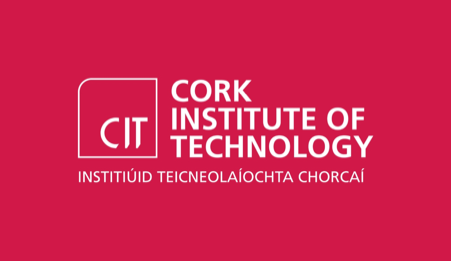 CIT
CORK
INSTITUTE OF
TECHNOLOGY
INSTITIÚID TEICNEOLAÍOCHTA CHORCAÍ